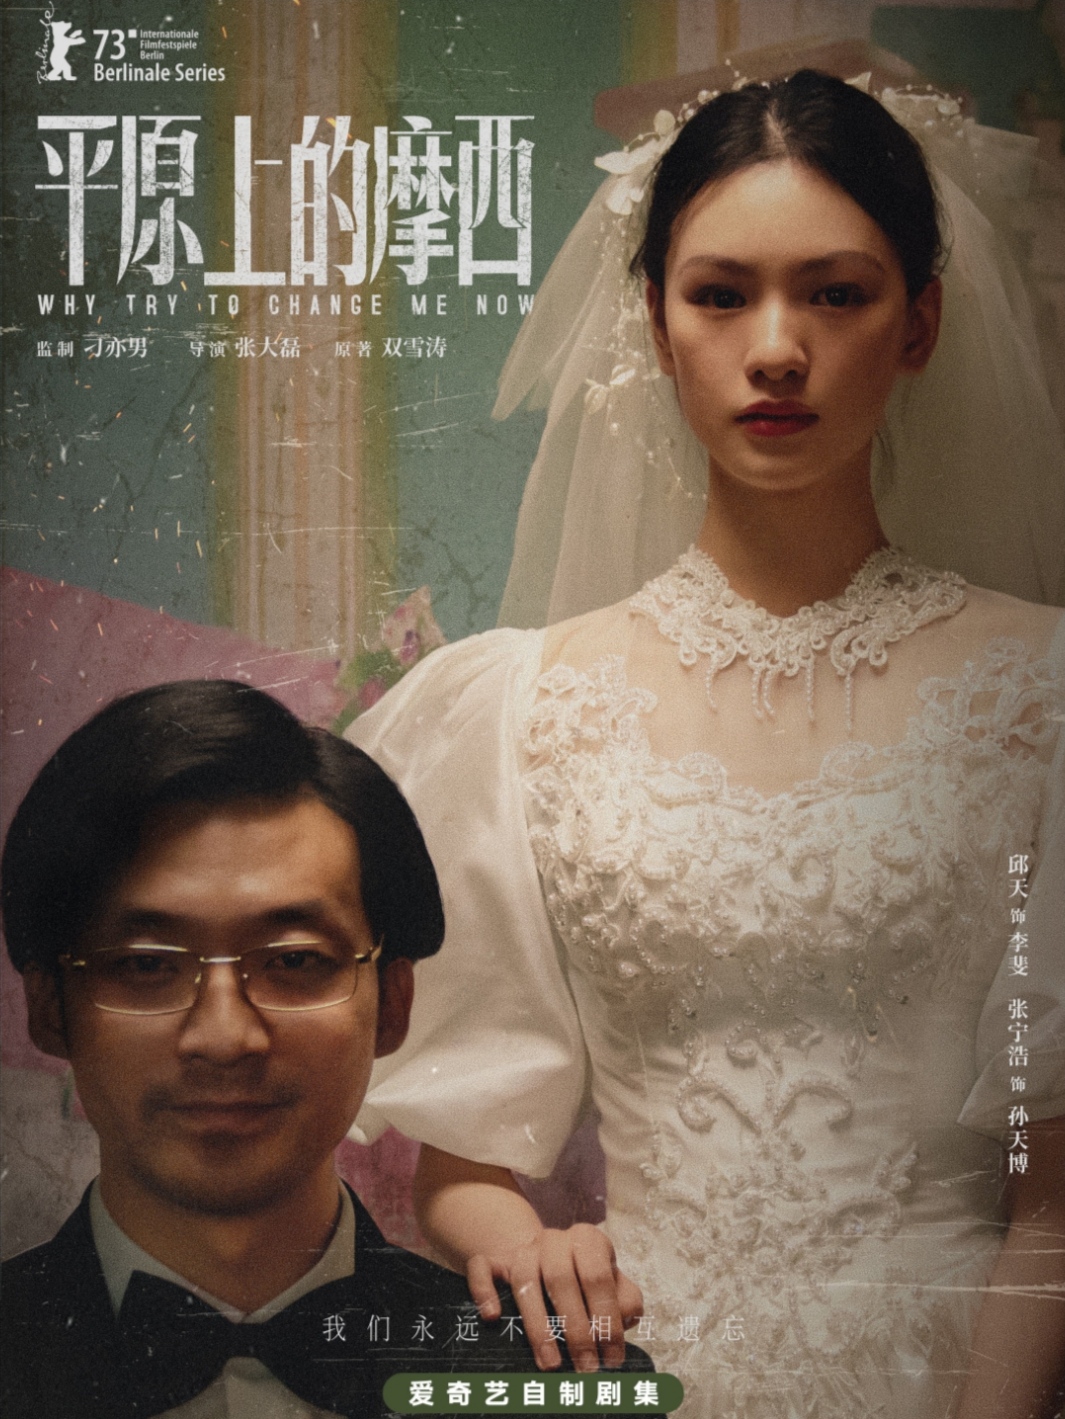 Berlinale
73
Internationale
Filmfestspiele
Berlin
Berlinale Series
平原上的摩西
WHY TRY TO CHANGE ME NOW
监制 刁亦男 导演 张大磊 原著 双雪涛
邱天 饰 李斐
张宁浩 饰 孙天博
我们永远不要相互遗忘
爱奇艺自制剧集